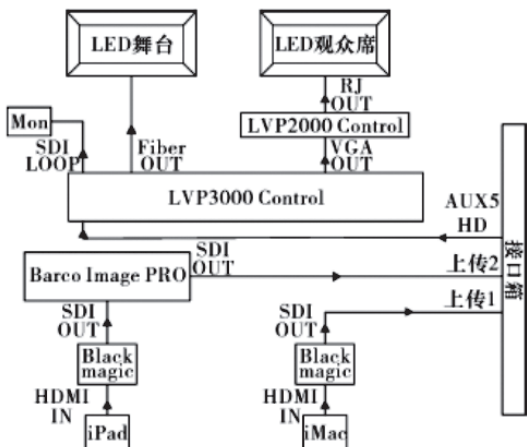 LED舞台
LED观众席
RJ
OUT
LVP2000 Control
Mon
SDI
LOOP
Fiber
OUT
VGA
OUT
LVP3000 Control
AUX5
HD
接口箱
SDI
OUT
Barco Image PRO
上传2
上传1
SDI
OUT
SDI
OUT
Black
magic
Black
magic
HDMI
IN
HDMI
IN
iPad
iMac